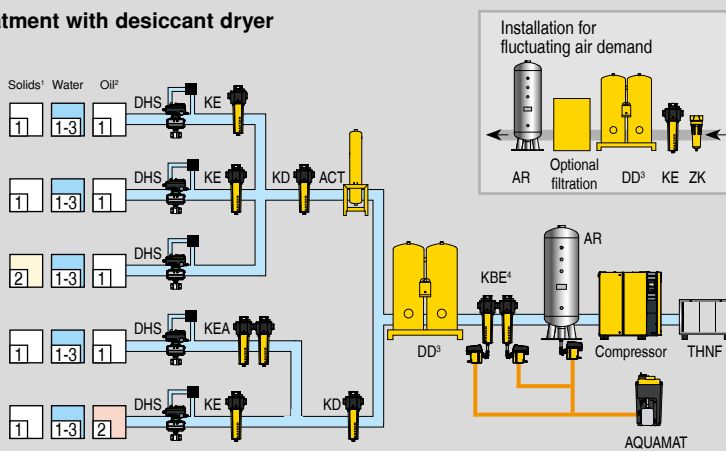 atment with desiccant dryer
Installation for
fluctuating air demand
AR
Optional
filtration
DD³
KE
ZK
Solids¹ Water Oil²
1 1-3 1 DHS KE
1 1-3 1 DHS KE KD ACT
2 1-3 1 DHS
1 1-3 1 DHS KEA
1 1-3 2 DHS KE KD
DD³
KBE⁴
AR
Compressor
THNF
AQUAMAT